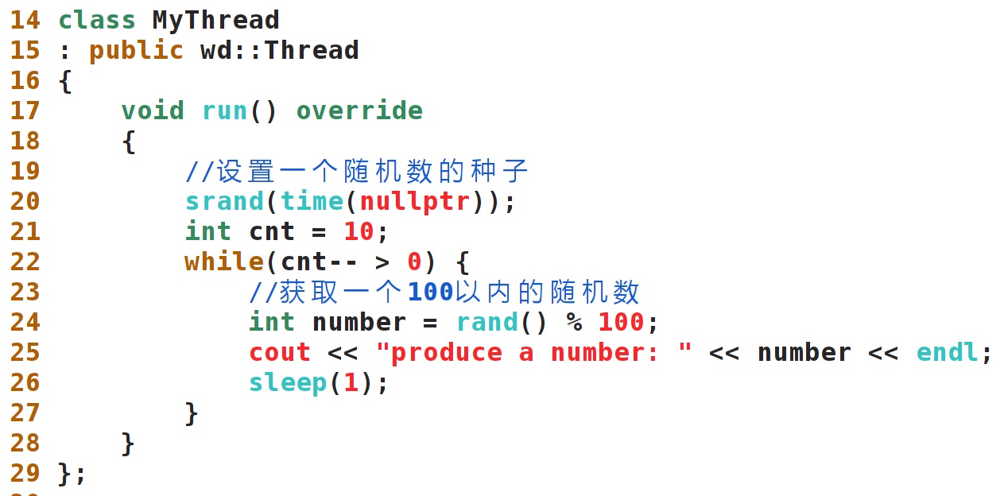 14 class MyThread
15 : public wd::Thread
16 {
17     void run() override
18     {
19         //设置一个随机数的种子
20         srand(time(nullptr));
21         int cnt = 10;
22         while(cnt-- > 0) {
23             //获取一个100以内的随机数
24             int number = rand() % 100;
25             cout << "produce a number: " << number << endl;
26             sleep(1);
27         }
28     }
29 };